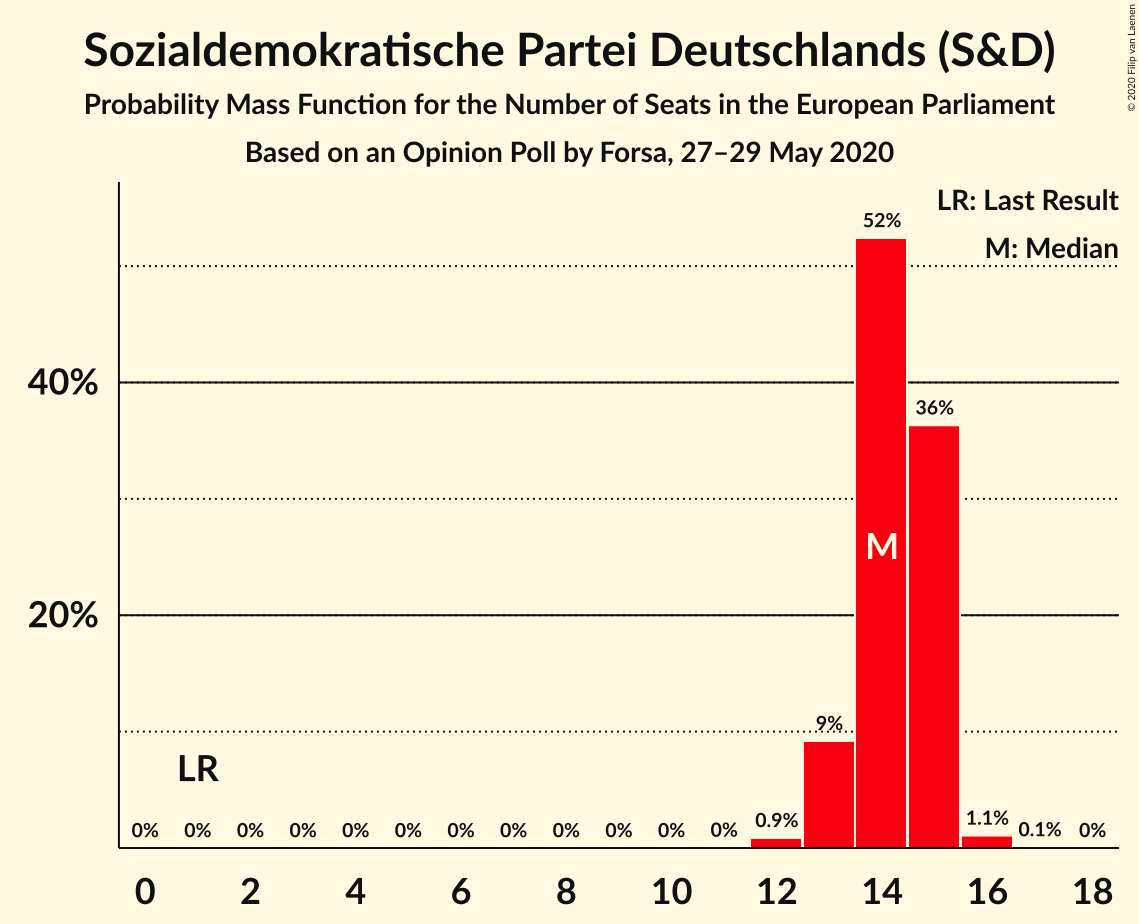 Sozialdemokratische Partei Deutschlands (S&D)
Probability Mass Function for the Number of Seats in the European Parliament
Based on an Opinion Poll by Forsa, 27–29 May 2020
© 2020 Filip van Laenen
LR: Last Result
M: Median
52%
40%
36%
M
20%
9%
LR
0% 0% 0% 0% 0% 0% 0% 0% 0% 0% 0% 0% 0.9% 1.1% 0.1% 0%
0 2 4 6 8 10 12 14 16 18